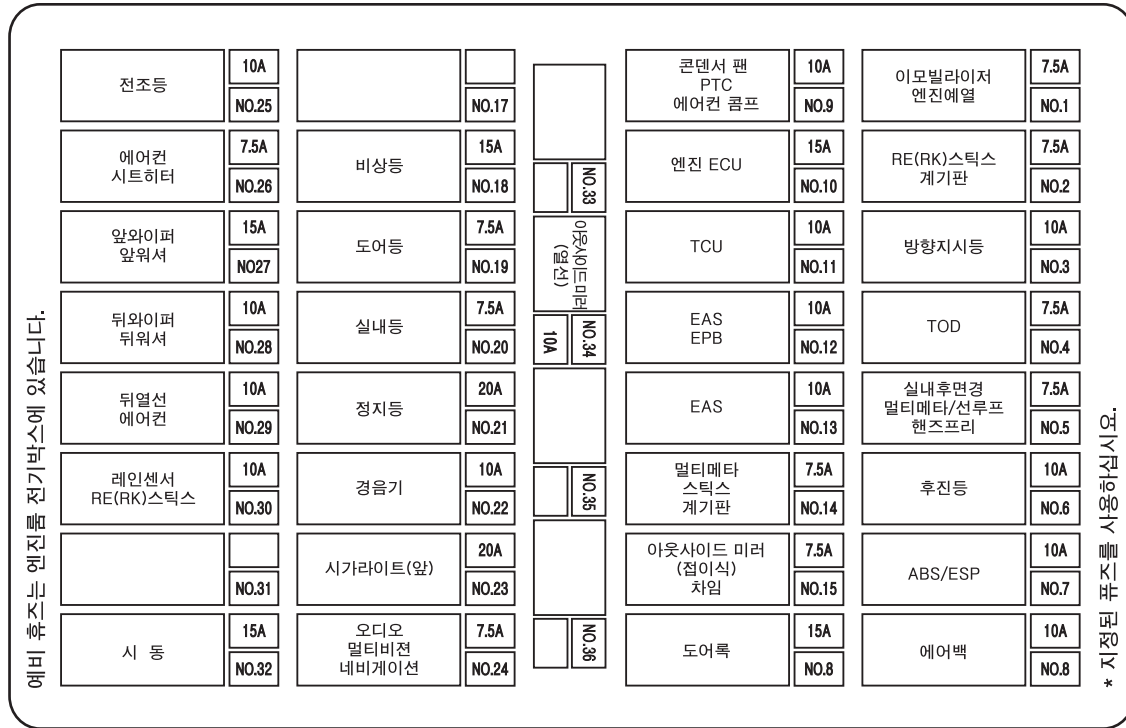 예비 휴즈는 엔진룸 전기박스에 있습니다.
전조등
10A
NO.25
에어컨
시트히터
7.5A
NO.26
앞와이퍼
앞워셔
15A
NO27
뒤와이퍼
뒤워셔
10A
NO.28
뒤열선
에어컨
10A
NO.29
레인센서
RE(RK)스틱스
10A
NO.30
NO.31
시 동
15A
NO.32
NO.17
비상등
15A
NO.18
도어등
7.5A
NO.19
실내등
7.5A
NO.20
정지등
20A
NO.21
경음기
10A
NO.22
시가라이트(앞)
20A
NO.23
오디오
멀티비젼
네비게이션
7.5A
NO.24
NO.33
아웃사이드미러
(열선)
NO.34
10A
NO.35
NO.36
콘덴서 팬
PTC
에어컨 콤프
10A
NO.9
엔진 ECU
15A
NO.10
TCU
10A
NO.11
EAS
EPB
10A
NO.12
EAS
10A
NO.13
멀티메타
스틱스
계기판
7.5A
NO.14
아웃사이드 미러
(접이식)
차임
7.5A
NO.15
도어록
15A
NO.8
이모빌라이저
엔진예열
7.5A
NO.1
RE(RK)스틱스
계기판
7.5A
NO.2
방향지시등
10A
NO.3
TOD
7.5A
NO.4
실내후면경
멀티메타/선루프
핸즈프리
7.5A
NO.5
후진등
10A
NO.6
ABS/ESP
10A
NO.7
에어백
10A
NO.8
* 지정된 퓨즈를 사용하십시요.